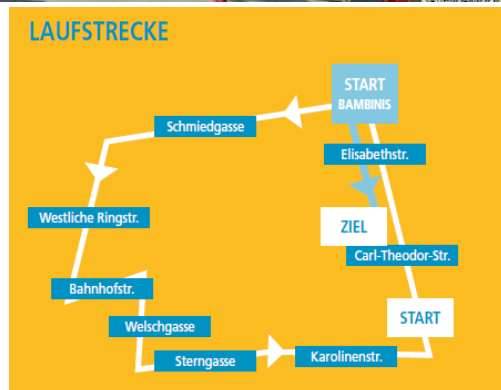 LAUFSTRECKE
START
BAMBINIS
Schmiedgasse
Elisabethstr.
Westliche Ringstr.
ZIEL
Carl-Theodor-Str.
Bahnhofstr.
START
Welschgasse
Sterngasse
Karolinenstr.